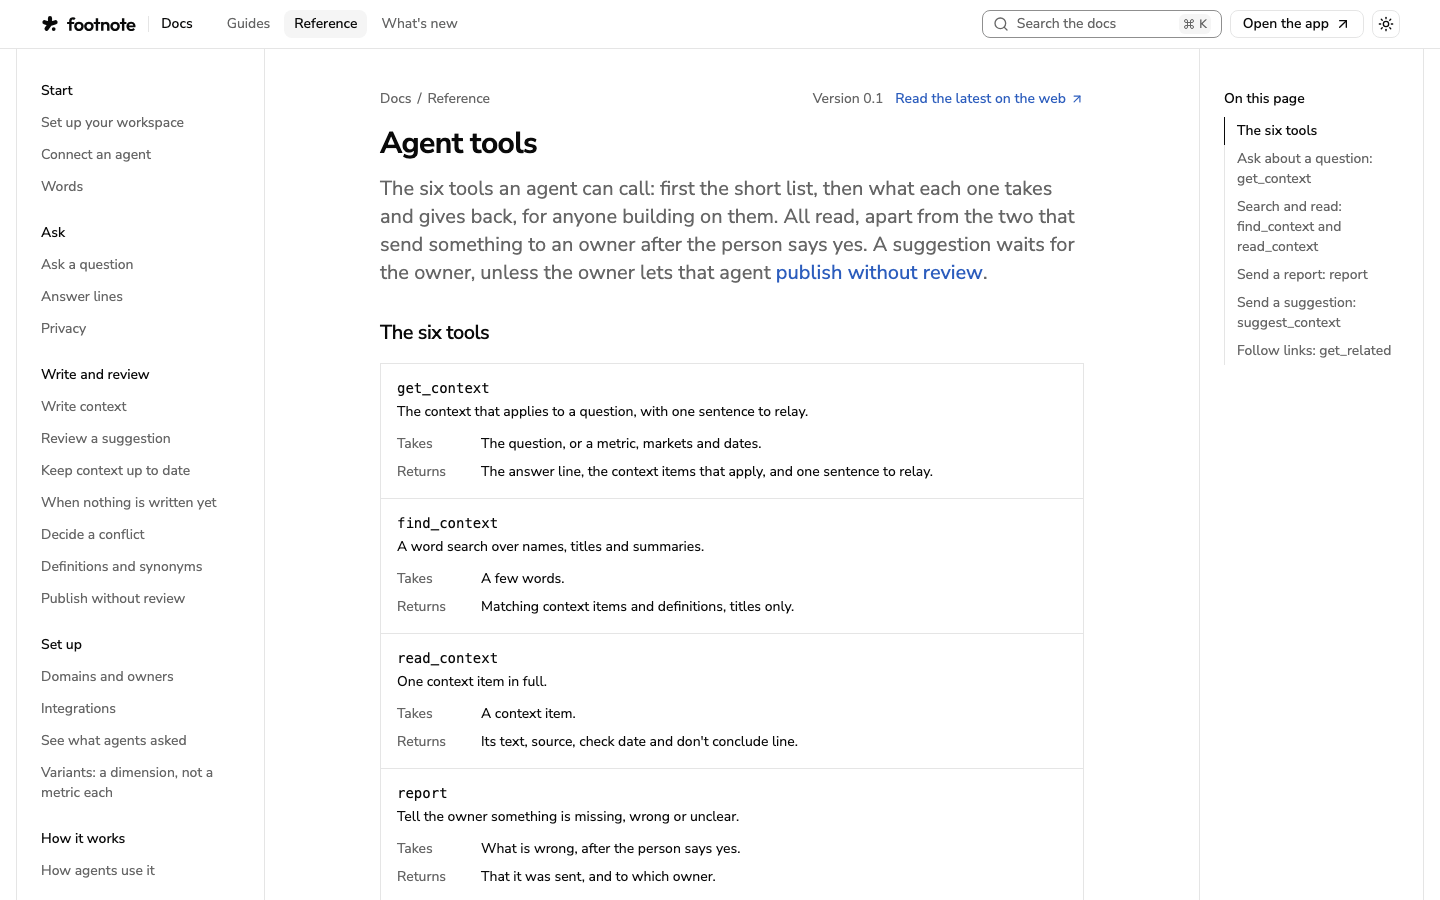 footnote
Docs
Guides
Reference
What's new
Search the docs
⌘ K
Open the app
Start
Set up your workspace
Connect an agent
Words
Ask
Ask a question
Answer lines
Privacy
Write and review
Write context
Review a suggestion
Keep context up to date
When nothing is written yet
Decide a conflict
Definitions and synonyms
Publish without review
Set up
Domains and owners
Integrations
See what agents asked
Variants: a dimension, not a
metric each
How it works
How agents use it
Docs / Reference
Version 0.1
Read the latest on the web
Agent tools
The six tools an agent can call: first the short list, then what each one takes
and gives back, for anyone building on them. All read, apart from the two that
send something to an owner after the person says yes. A suggestion waits for
the owner, unless the owner lets that agent publish without review.
The six tools
get_context
The context that applies to a question, with one sentence to relay.
Takes The question, or a metric, markets and dates.
Returns The answer line, the context items that apply, and one sentence to relay.
find_context
A word search over names, titles and summaries.
Takes A few words.
Returns Matching context items and definitions, titles only.
read_context
One context item in full.
Takes A context item.
Returns Its text, source, check date and don't conclude line.
report
Tell the owner something is missing, wrong or unclear.
Takes What is wrong, after the person says yes.
Returns That it was sent, and to which owner.
On this page
The six tools
Ask about a question:
get_context
Search and read:
find_context and
read_context
Send a report: report
Send a suggestion:
suggest_context
Follow links: get_related